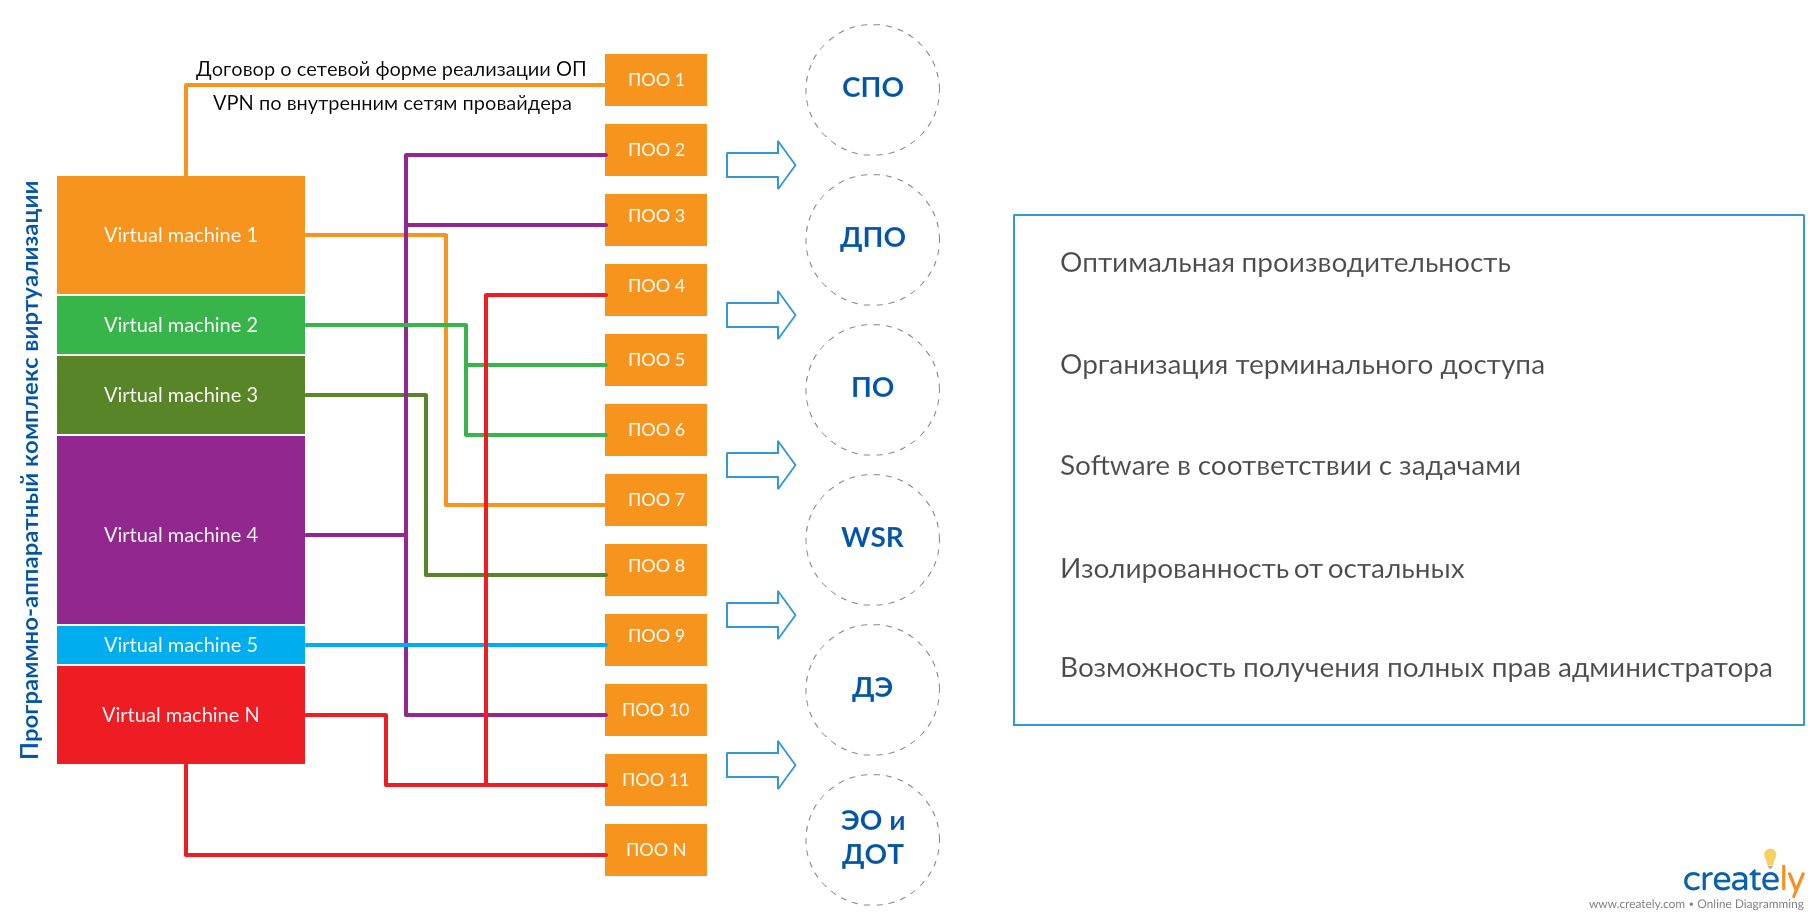 Программно-аппаратный комплекс виртуализации
Договор о сетевой форме реализации ОП
VPN по внутренним сетям провайдера
Virtual machine 1
Virtual machine 2
Virtual machine 3
Virtual machine 4
Virtual machine 5
Virtual machine N
ПОО 1
ПОО 2
ПОО 3
ПОО 4
ПОО 5
ПОО 6
ПОО 7
ПОО 8
ПОО 9
ПОО 10
ПОО 11
ПОО N
СПО
ДПО
ПО
WSR
ДЭ
ЭО и
ДОТ
Оптимальная производительность
Организация терминального доступа
Software в соответствии с задачами
Изолированность от остальных
Возможность получения полных прав администратора
creately
www.creately.com • Online Diagramming